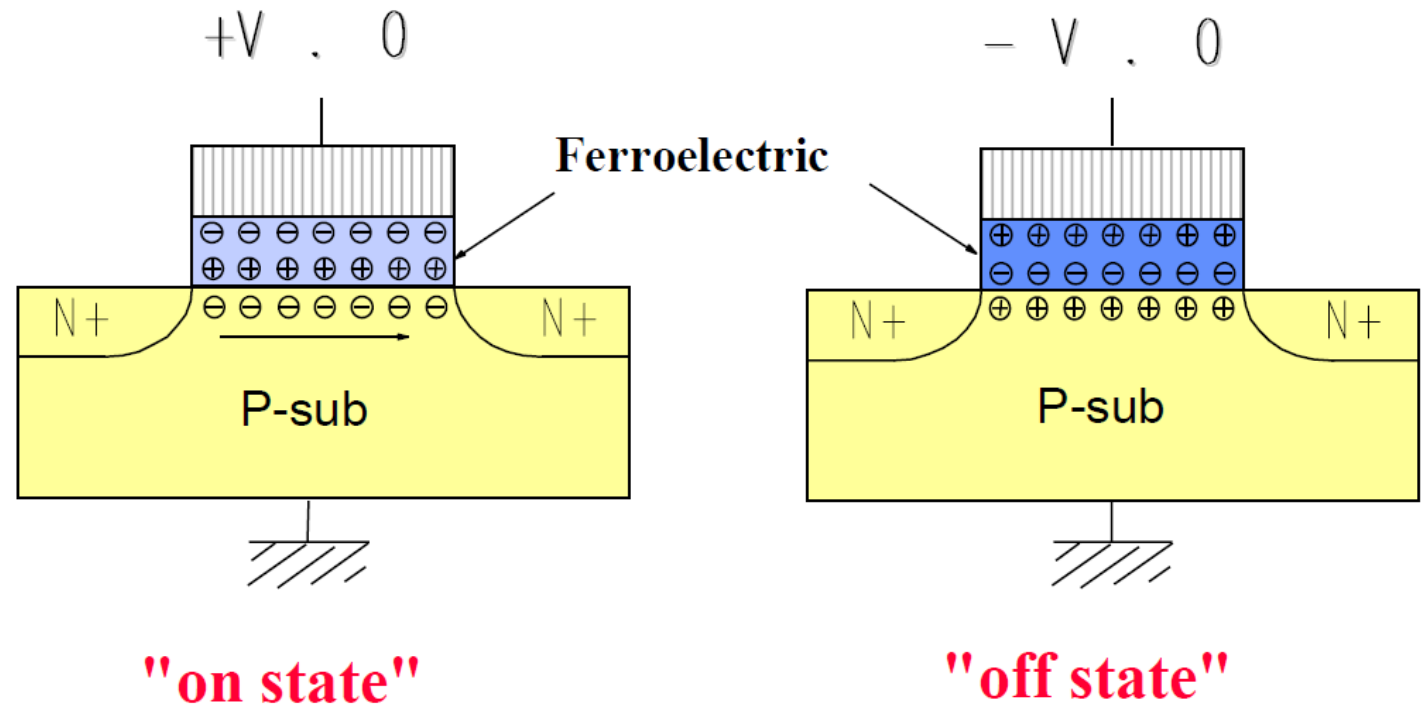 +V . 0
- V . 0
Ferroelectric
N+
N+
N+
N+
P-sub
P-sub
"on state"
"off state"